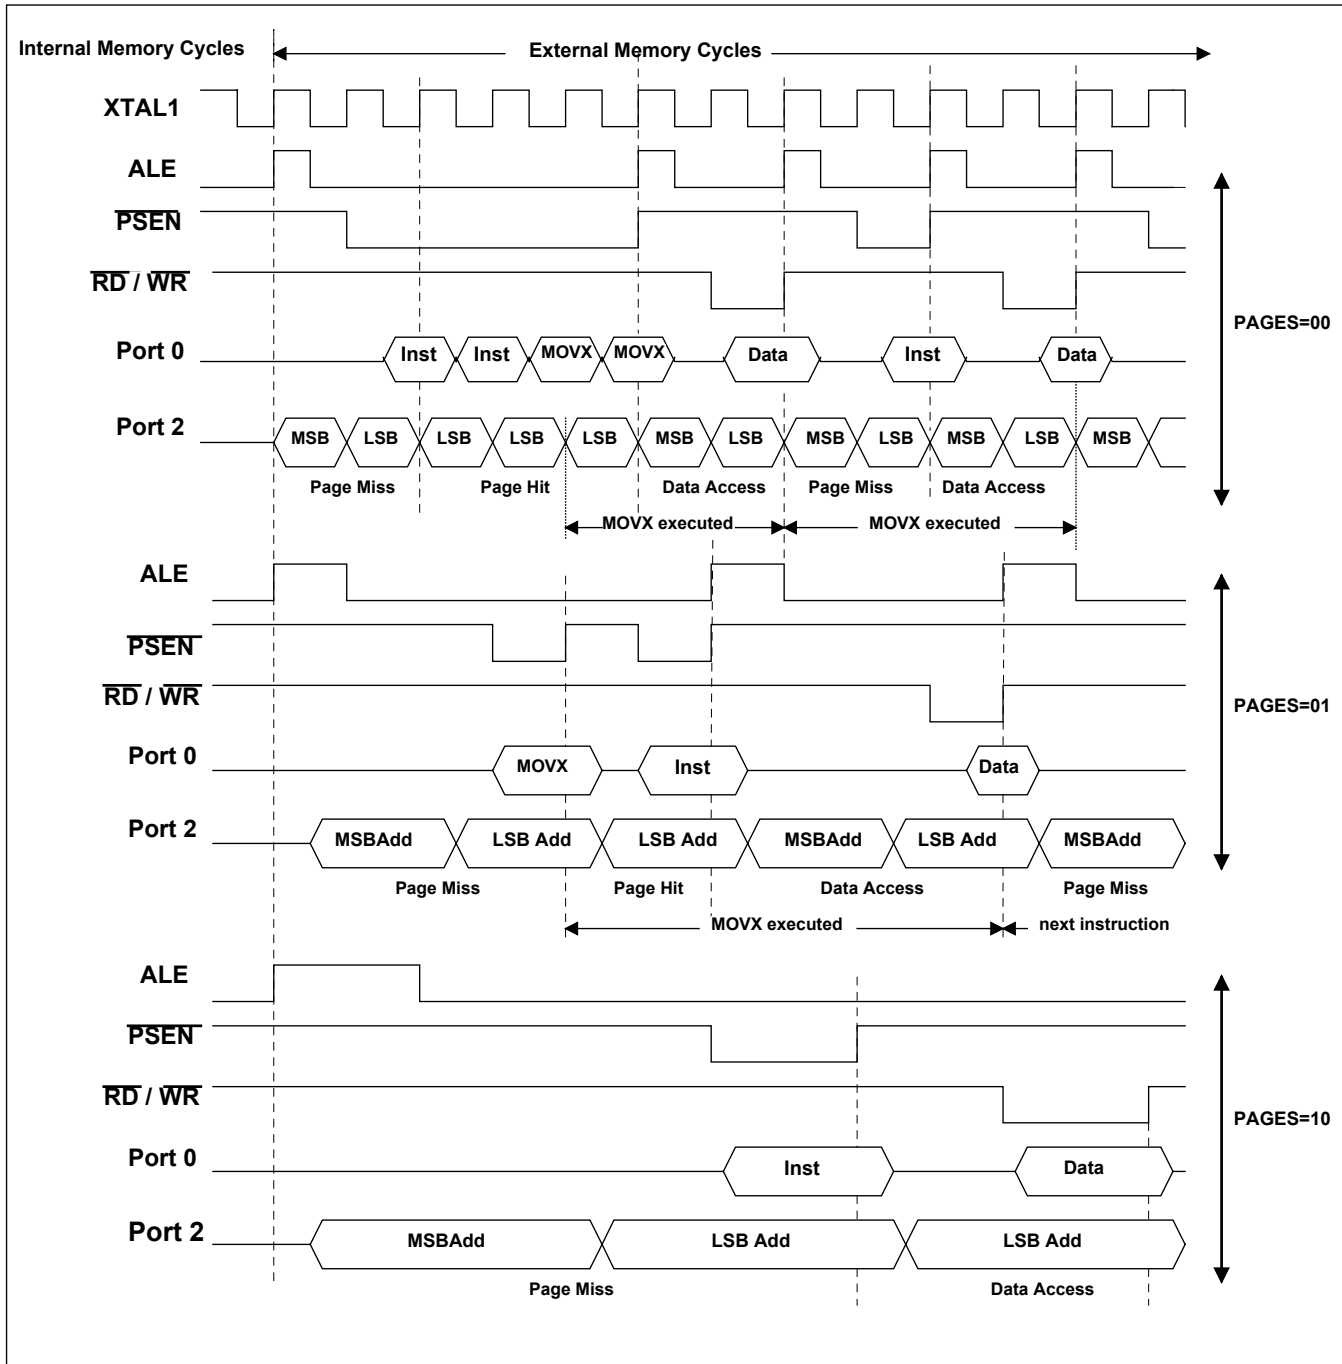 Internal Memory Cycles External Memory Cycles
XTAL1
ALE
PSEN
RD / WR
PAGES=00
Port 0 Inst Inst MOVX MOVX Data Inst Data
Port 2 MSB LSB LSB LSB LSB MSB LSB MSB LSB MSB LSB MSB
Page Miss Page Hit Data Access Page Miss Data Access
MOVX executed MOVX executed
ALE
PSEN
RD / WR
PAGES=01
Port 0 MOVX Inst Data
Port 2 MSBAdd LSB Add LSB Add MSBAdd LSB Add MSBAdd
Page Miss Page Hit Data Access Page Miss
MOVX executed next instruction
ALE
PSEN
RD / WR
PAGES=10
Port 0 Inst Data
Port 2 MSBAdd LSB Add LSB Add
Page Miss Data Access